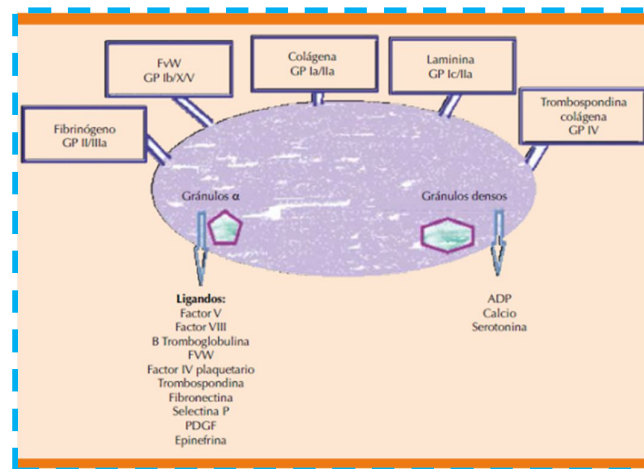 FvW
GP Ib/X/V
Colágena
GP Ia/IIa
Laminina
GP Ic/IIa
Fibrinógeno
GP II/IIIa
Trombospondina
colágena
GP IV
Gránulos α
Gránulos densos
Ligandos:
Factor V
Factor VIII
B Tromboglobulina
FVW
Factor IV plaquetario
Trombospondina
Fibronectina
Selectina P
PDGF
Epinefrina
ADP
Calcio
Serotonina